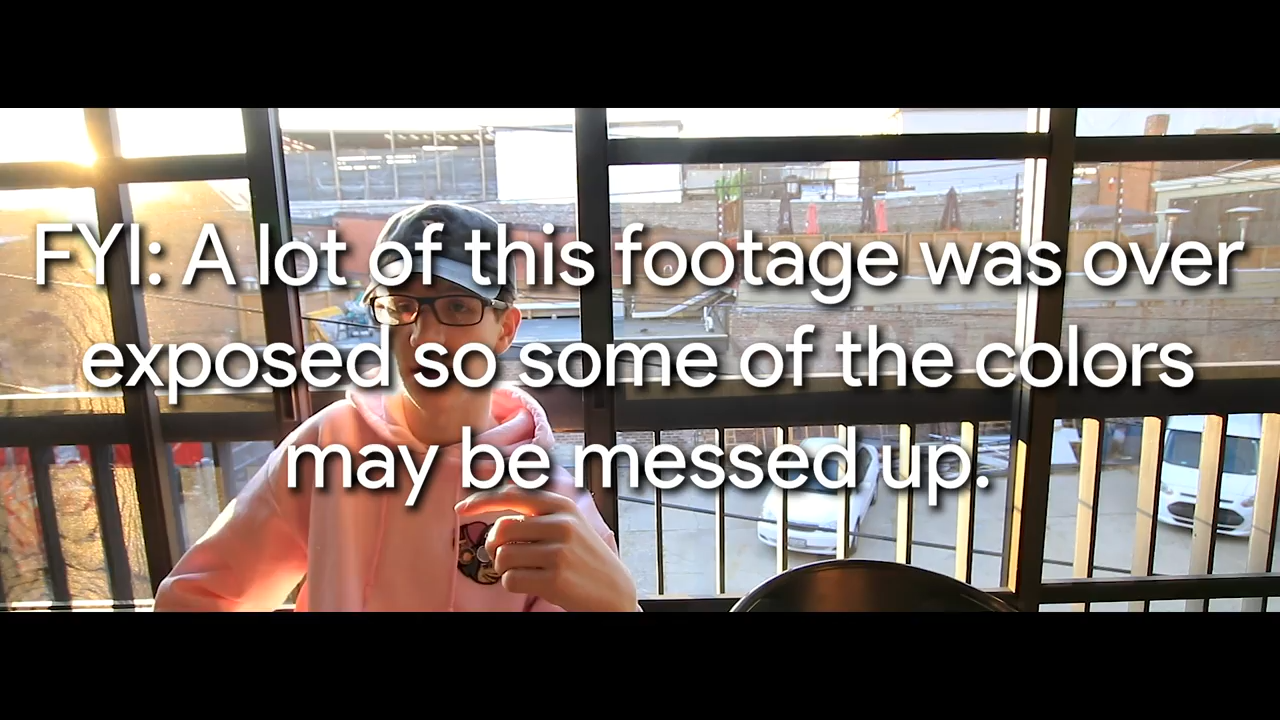 FYI: A lot of this footage was over
exposed so some of the colors
may be messed up.